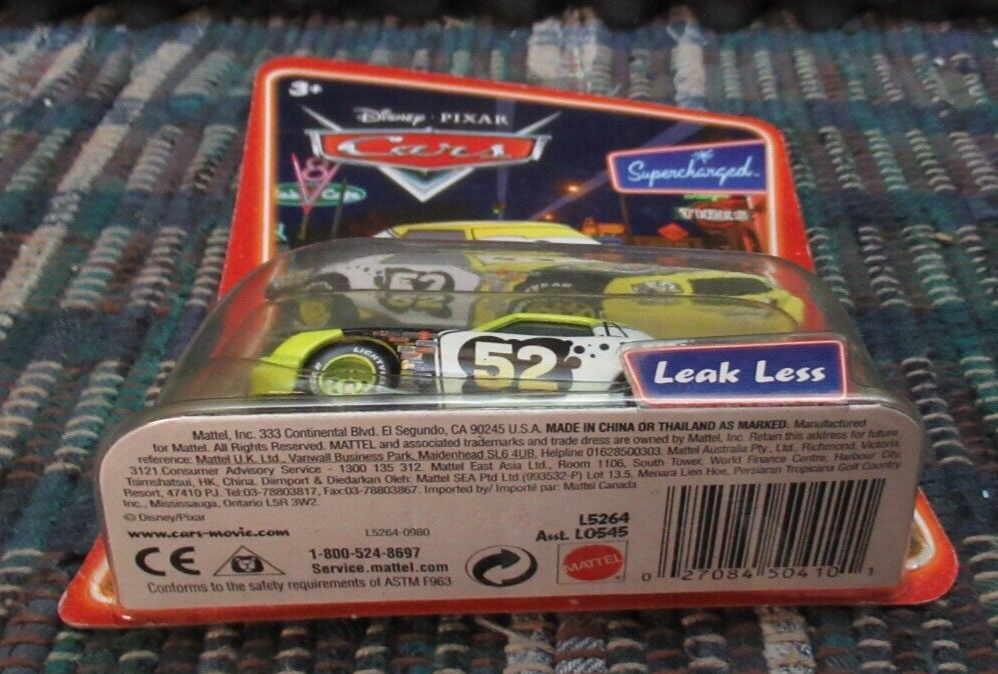 3+
Disney · PIXAR
Cars
Supercharged
V8
TIRES
52
52
LIGHTYEAR
Leak Less
Mattel, Inc. 333 Continental Blvd. El Segundo, CA 90245 U.S.A. MADE IN CHINA OR THAILAND AS MARKED. Manufactured
for Mattel. All Rights Reserved. MATTEL and associated trademarks and trade dress are owned by Mattel, Inc. Retain this address for future
reference: Mattel U.K. Ltd., Vanwall Business Park, Maidenhead SL6 4UB. Helpline 01628500303. Mattel Australia Pty., Ltd., Richmond, Victoria.
3121.Consumer Advisory Service - 1300 135 312. Mattel East Asia Ltd., Room 1106, South Tower, World Finance Centre, Harbour City,
Tsimshatsui, HK, China. Diimport & Diedarkan Oleh: Mattel SEA Ptd Ltd.(993532-P) Lot 13.5, Menara Lien Hoe, Persiaran Tropicana Golf Country
Resort, 47410 PJ. Tel:03-78803817, Fax:03-78803867. Imported by/ Importé par: Mattel Canada
Inc., Mississauga, Ontario L5R 3W2.
© Disney/Pixar
www.cars-movie.com
L5264-0980
L5264
Asst. L0545
CE
1-800-524-8697
Service.mattel.com
Conforms to the safety requirements of ASTM F963
MATTEL
0 27084 50410 1